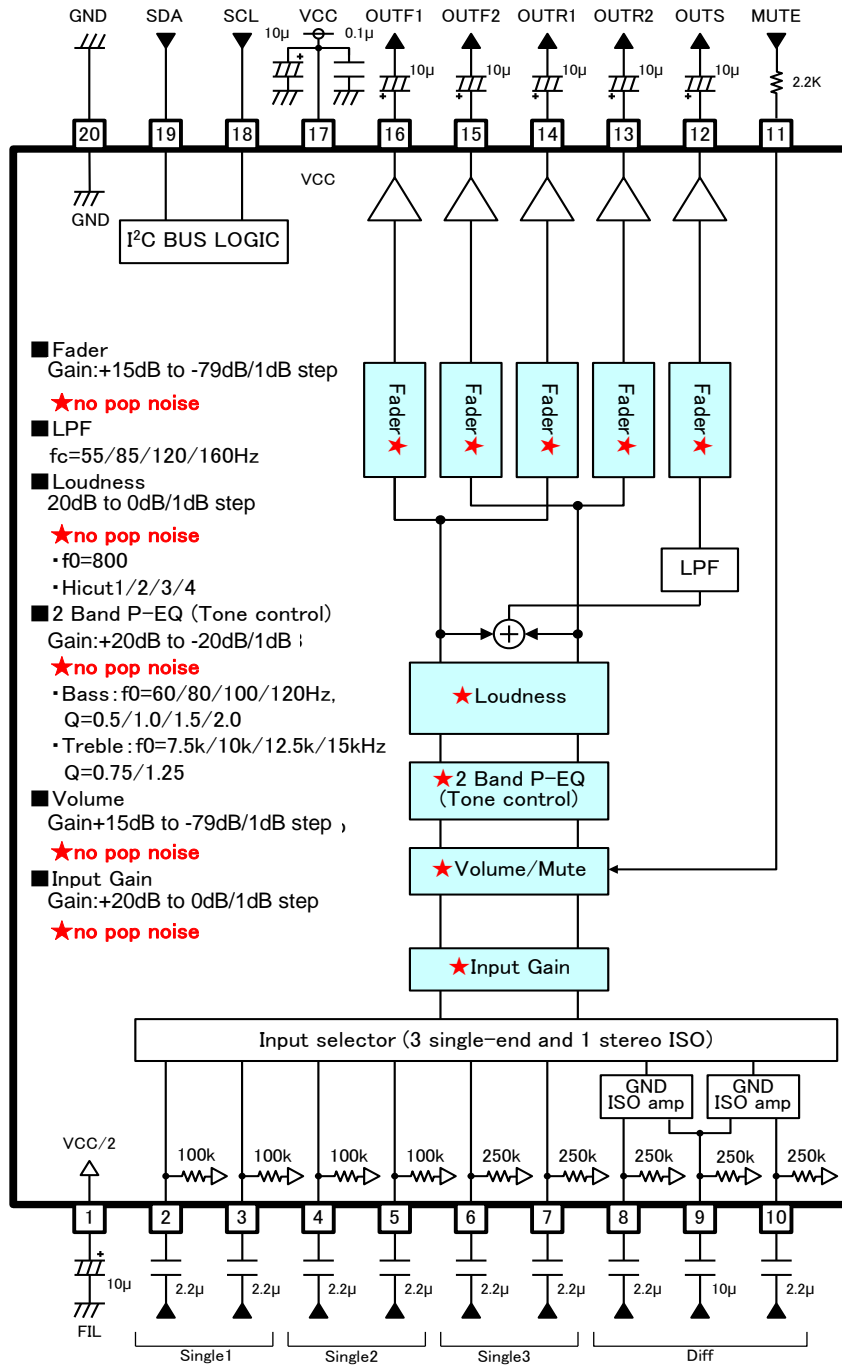 GND SDA SCL VCC OUTF1 OUTF2 OUTR1 OUTR2 OUTS MUTE
10μ 0.1μ 10μ 10μ 10μ 10μ 10μ 2.2K
20 19 18 17 16 15 14 13 12 11
GND VCC
I²C BUS LOGIC
■Fader
Gain:+15dB to -79dB/1dB step
★no pop noise
■LPF
fc=55/85/120/160Hz
■Loudness
20dB to 0dB/1dB step
★no pop noise
・f0=800
・Hicut1/2/3/4
■2 Band P-EQ (Tone control)
Gain:+20dB to -20dB/1dB
★no pop noise
・Bass:f0=60/80/100/120Hz,
Q=0.5/1.0/1.5/2.0
・Treble:f0=7.5k/10k/12.5k/15kHz
Q=0.75/1.25
■Volume
Gain+15dB to -79dB/1dB step
★no pop noise
■Input Gain
Gain:+20dB to 0dB/1dB step
★no pop noise
Fader★ Fader★ Fader★ Fader★ Fader★
LPF
★Loudness
★2 Band P-EQ
(Tone control)
★Volume/Mute
★Input Gain
Input selector (3 single-end and 1 stereo ISO)
GND
ISO amp
GND
ISO amp
VCC/2 100k 100k 100k 100k 250k 250k 250k 250k 250k
1 2 3 4 5 6 7 8 9 10
10μ 2.2μ 2.2μ 2.2μ 2.2μ 2.2μ 2.2μ 2.2μ 10μ 2.2μ
FIL
Single1 Single2 Single3 Diff